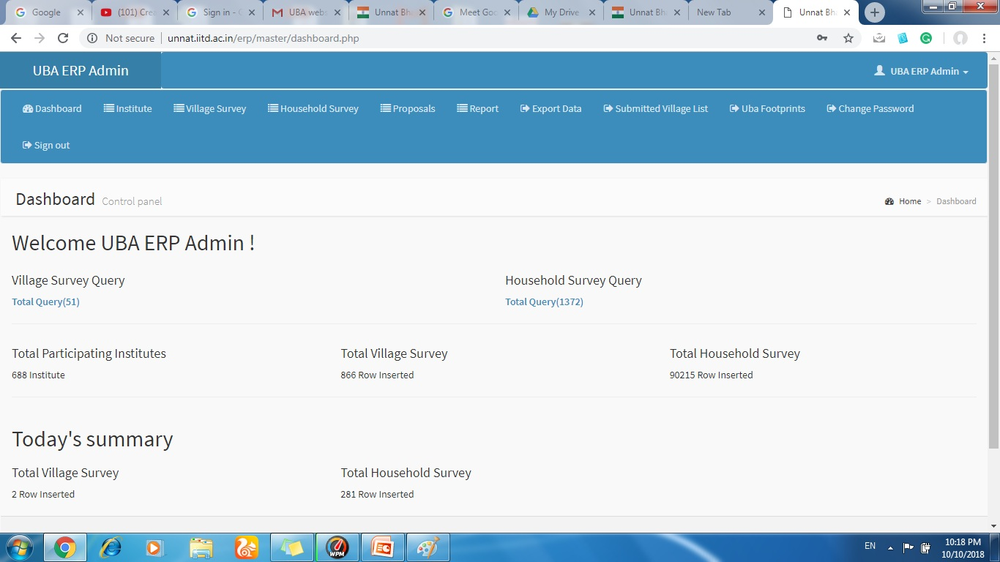 Google
(101) Crea
Sign in - G
UBA webs
Unnat Bha
Meet Goo
My Drive
Unnat Bha
New Tab
Unnat Bha
Not secure
unnat.iitd.ac.in/erp/master/dashboard.php
UBA ERP Admin
UBA ERP Admin
Dashboard
Institute
Village Survey
Household Survey
Proposals
Report
Export Data
Submitted Village List
Uba Footprints
Change Password
Sign out
Dashboard Control panel
Home > Dashboard
Welcome UBA ERP Admin !
Village Survey Query
Total Query(51)
Household Survey Query
Total Query(1372)
Total Participating Institutes
688 Institute
Total Village Survey
866 Row Inserted
Total Household Survey
90215 Row Inserted
Today's summary
Total Village Survey
2 Row Inserted
Total Household Survey
281 Row Inserted
WPM
EN
10:18 PM
10/10/2018